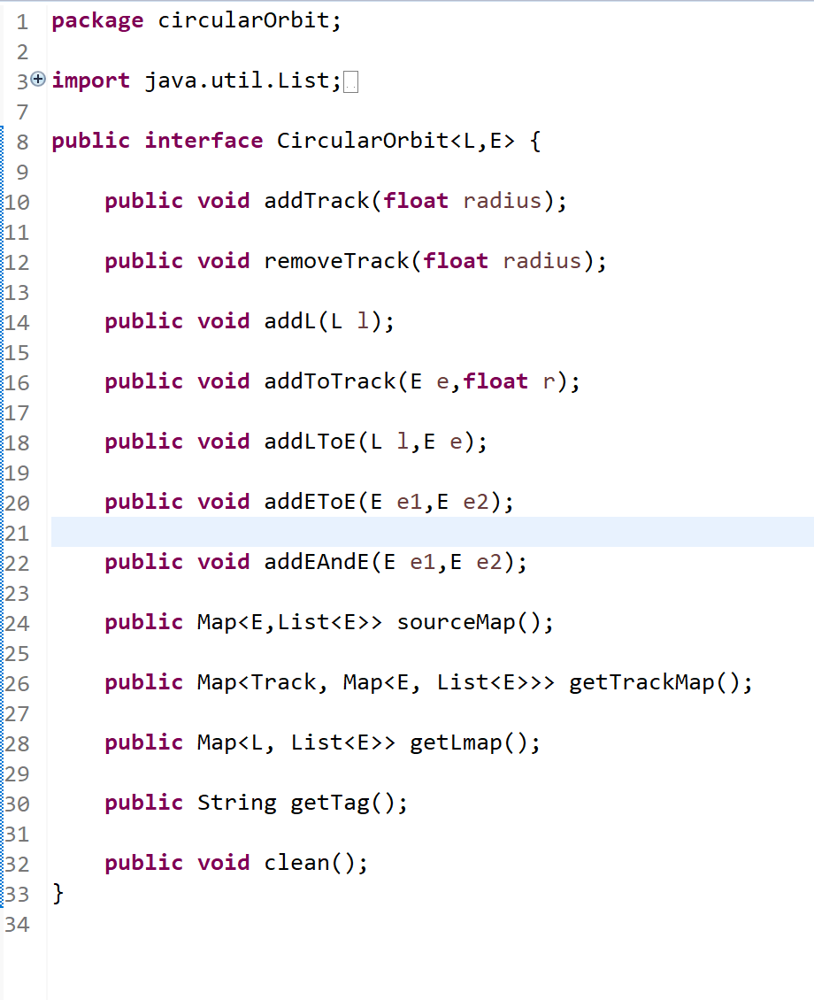 1 package circularOrbit;
2
3 import java.util.List;
7
8 public interface CircularOrbit<L,E> {
9
10 public void addTrack(float radius);
11
12 public void removeTrack(float radius);
13
14 public void addL(L l);
15
16 public void addToTrack(E e,float r);
17
18 public void addLToE(L l,E e);
19
20 public void addEToE(E e1,E e2);
21
22 public void addEAndE(E e1,E e2);
23
24 public Map<E,List<E>> sourceMap();
25
26 public Map<Track, Map<E, List<E>>> getTrackMap();
27
28 public Map<L, List<E>> getLmap();
29
30 public String getTag();
31
32 public void clean();
33 }
34